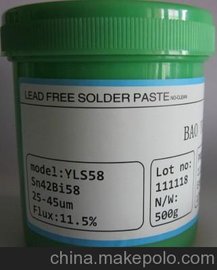 LEAD FREE SOLDER PASTE NO-CLEAN
BAO
model:YLS58
Sn42Bi58
25-45um
Flux:11.5%
Lot no:
111118
N/W:
500g
china.makepolo.com